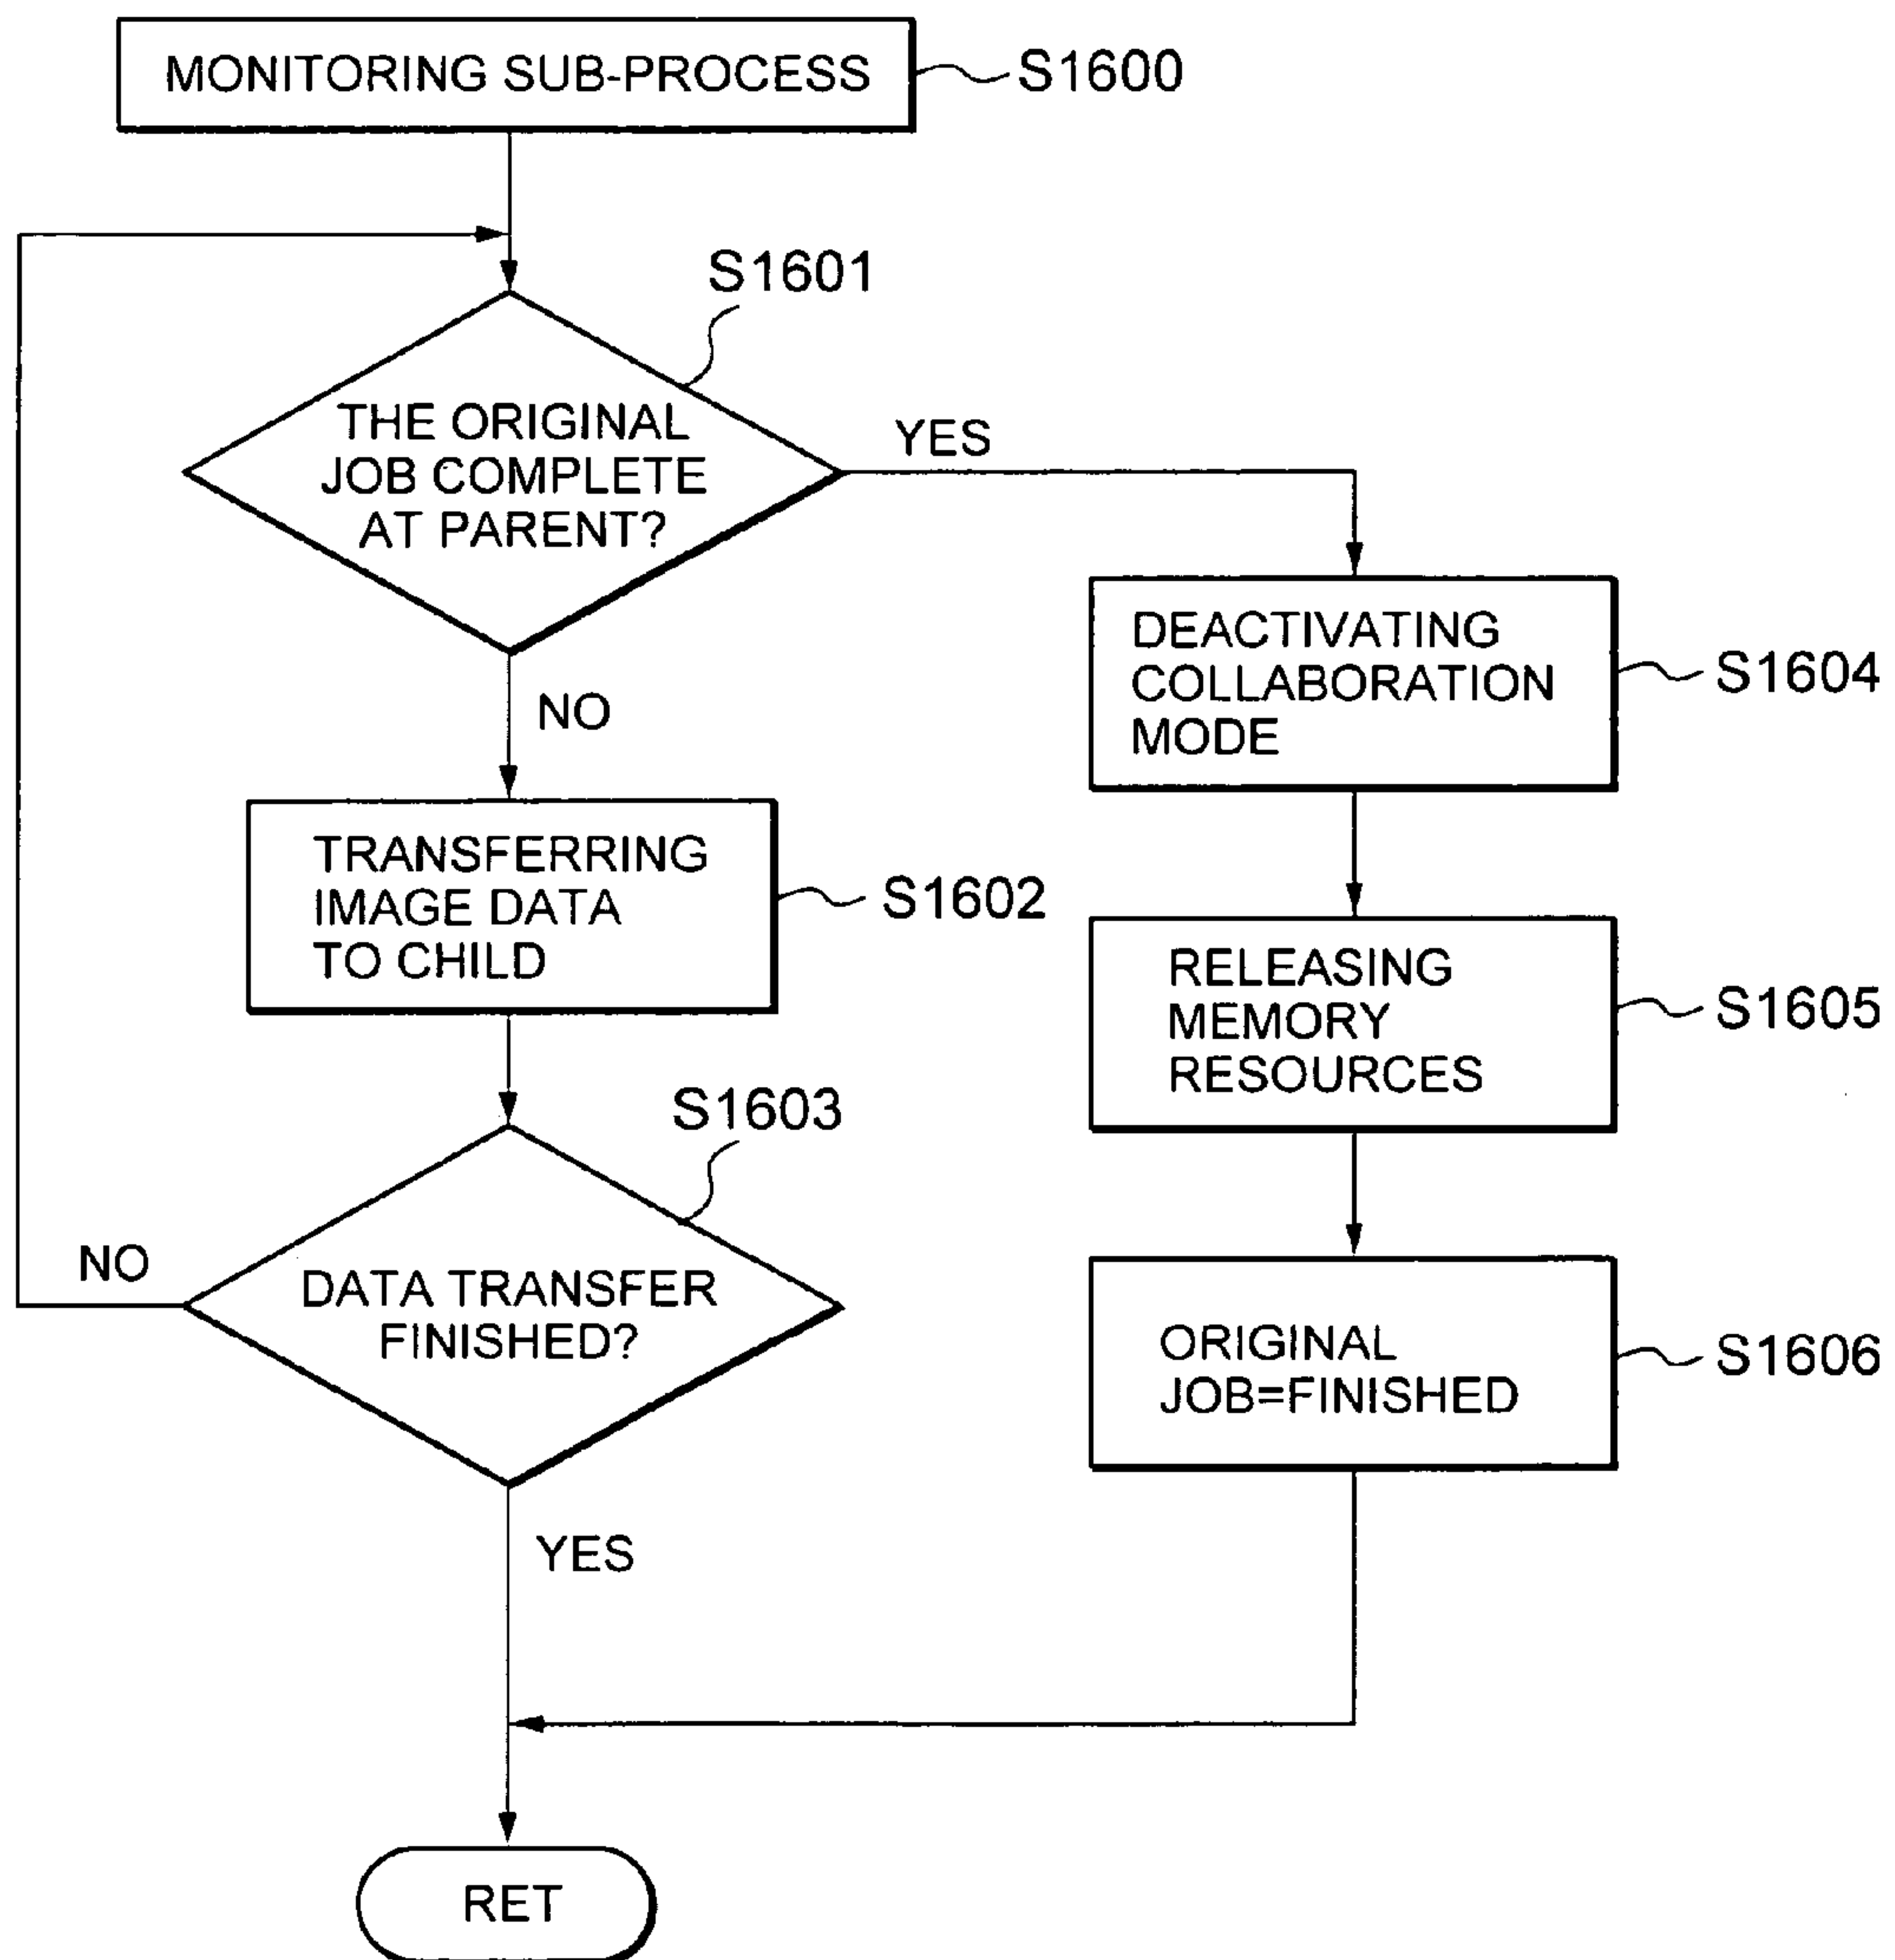 MONITORING SUB-PROCESS
S1600
S1601
THE ORIGINAL
JOB COMPLETE
AT PARENT?
YES
NO
DEACTIVATING
COLLABORATION
MODE
S1604
TRANSFERRING
IMAGE DATA
TO CHILD
S1602
RELEASING
MEMORY
RESOURCES
S1605
S1603
NO
DATA TRANSFER
FINISHED?
YES
ORIGINAL
JOB=FINISHED
S1606
RET